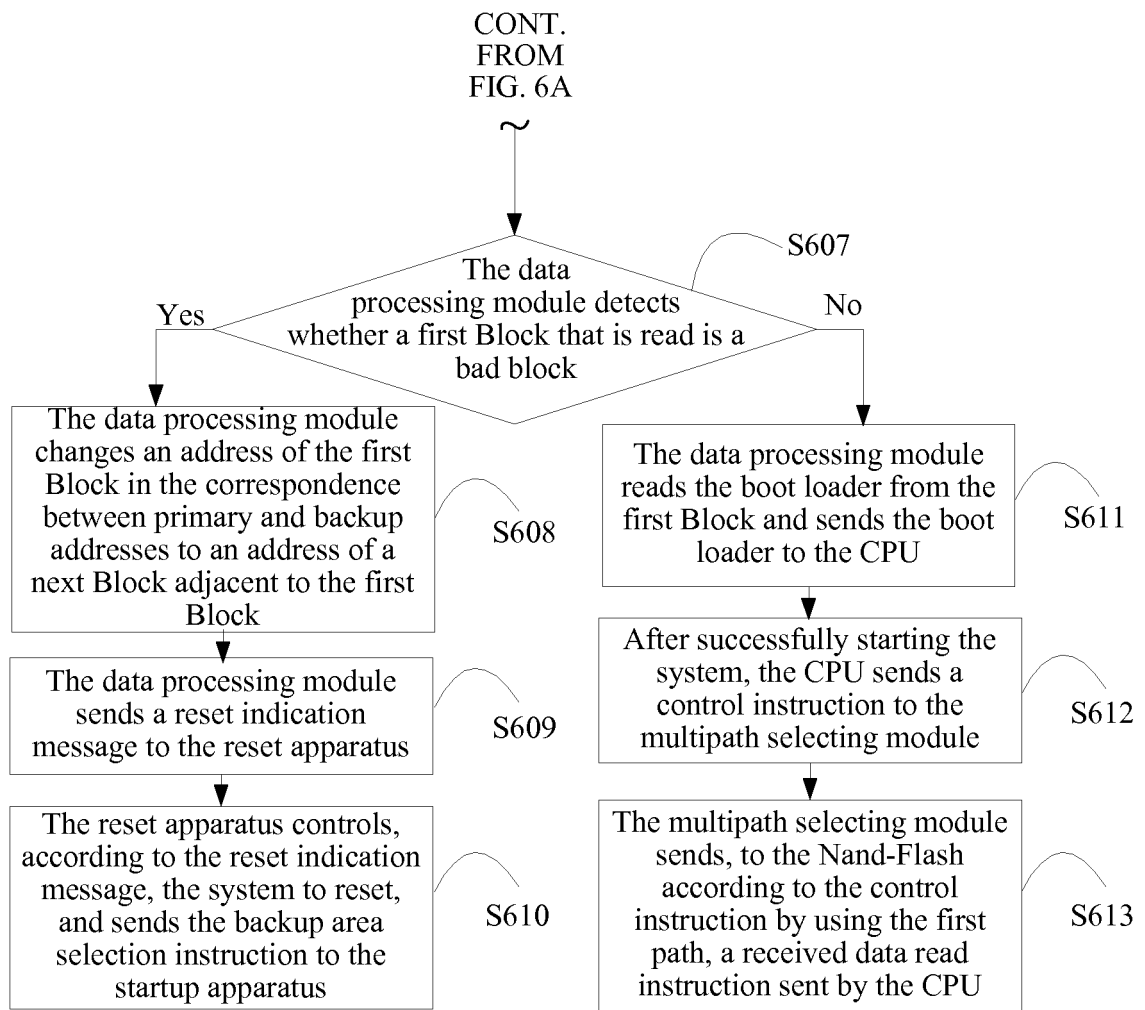 CONT.
FROM
FIG. 6A
S607
The data
processing module detects
whether a first Block that is read is a
bad block
Yes
No
The data processing module
changes an address of the first
Block in the correspondence
between primary and backup
addresses to an address of a
next Block adjacent to the first
Block
S608
The data processing module
sends a reset indication
message to the reset apparatus
S609
The reset apparatus controls,
according to the reset indication
message, the system to reset,
and sends the backup area
selection instruction to the
startup apparatus
S610
The data processing module
reads the boot loader from the
first Block and sends the boot
loader to the CPU
S611
After successfully starting the
system, the CPU sends a
control instruction to the
multipath selecting module
S612
The multipath selecting module
sends, to the Nand-Flash
according to the control
instruction by using the first
path, a received data read
instruction sent by the CPU
S613